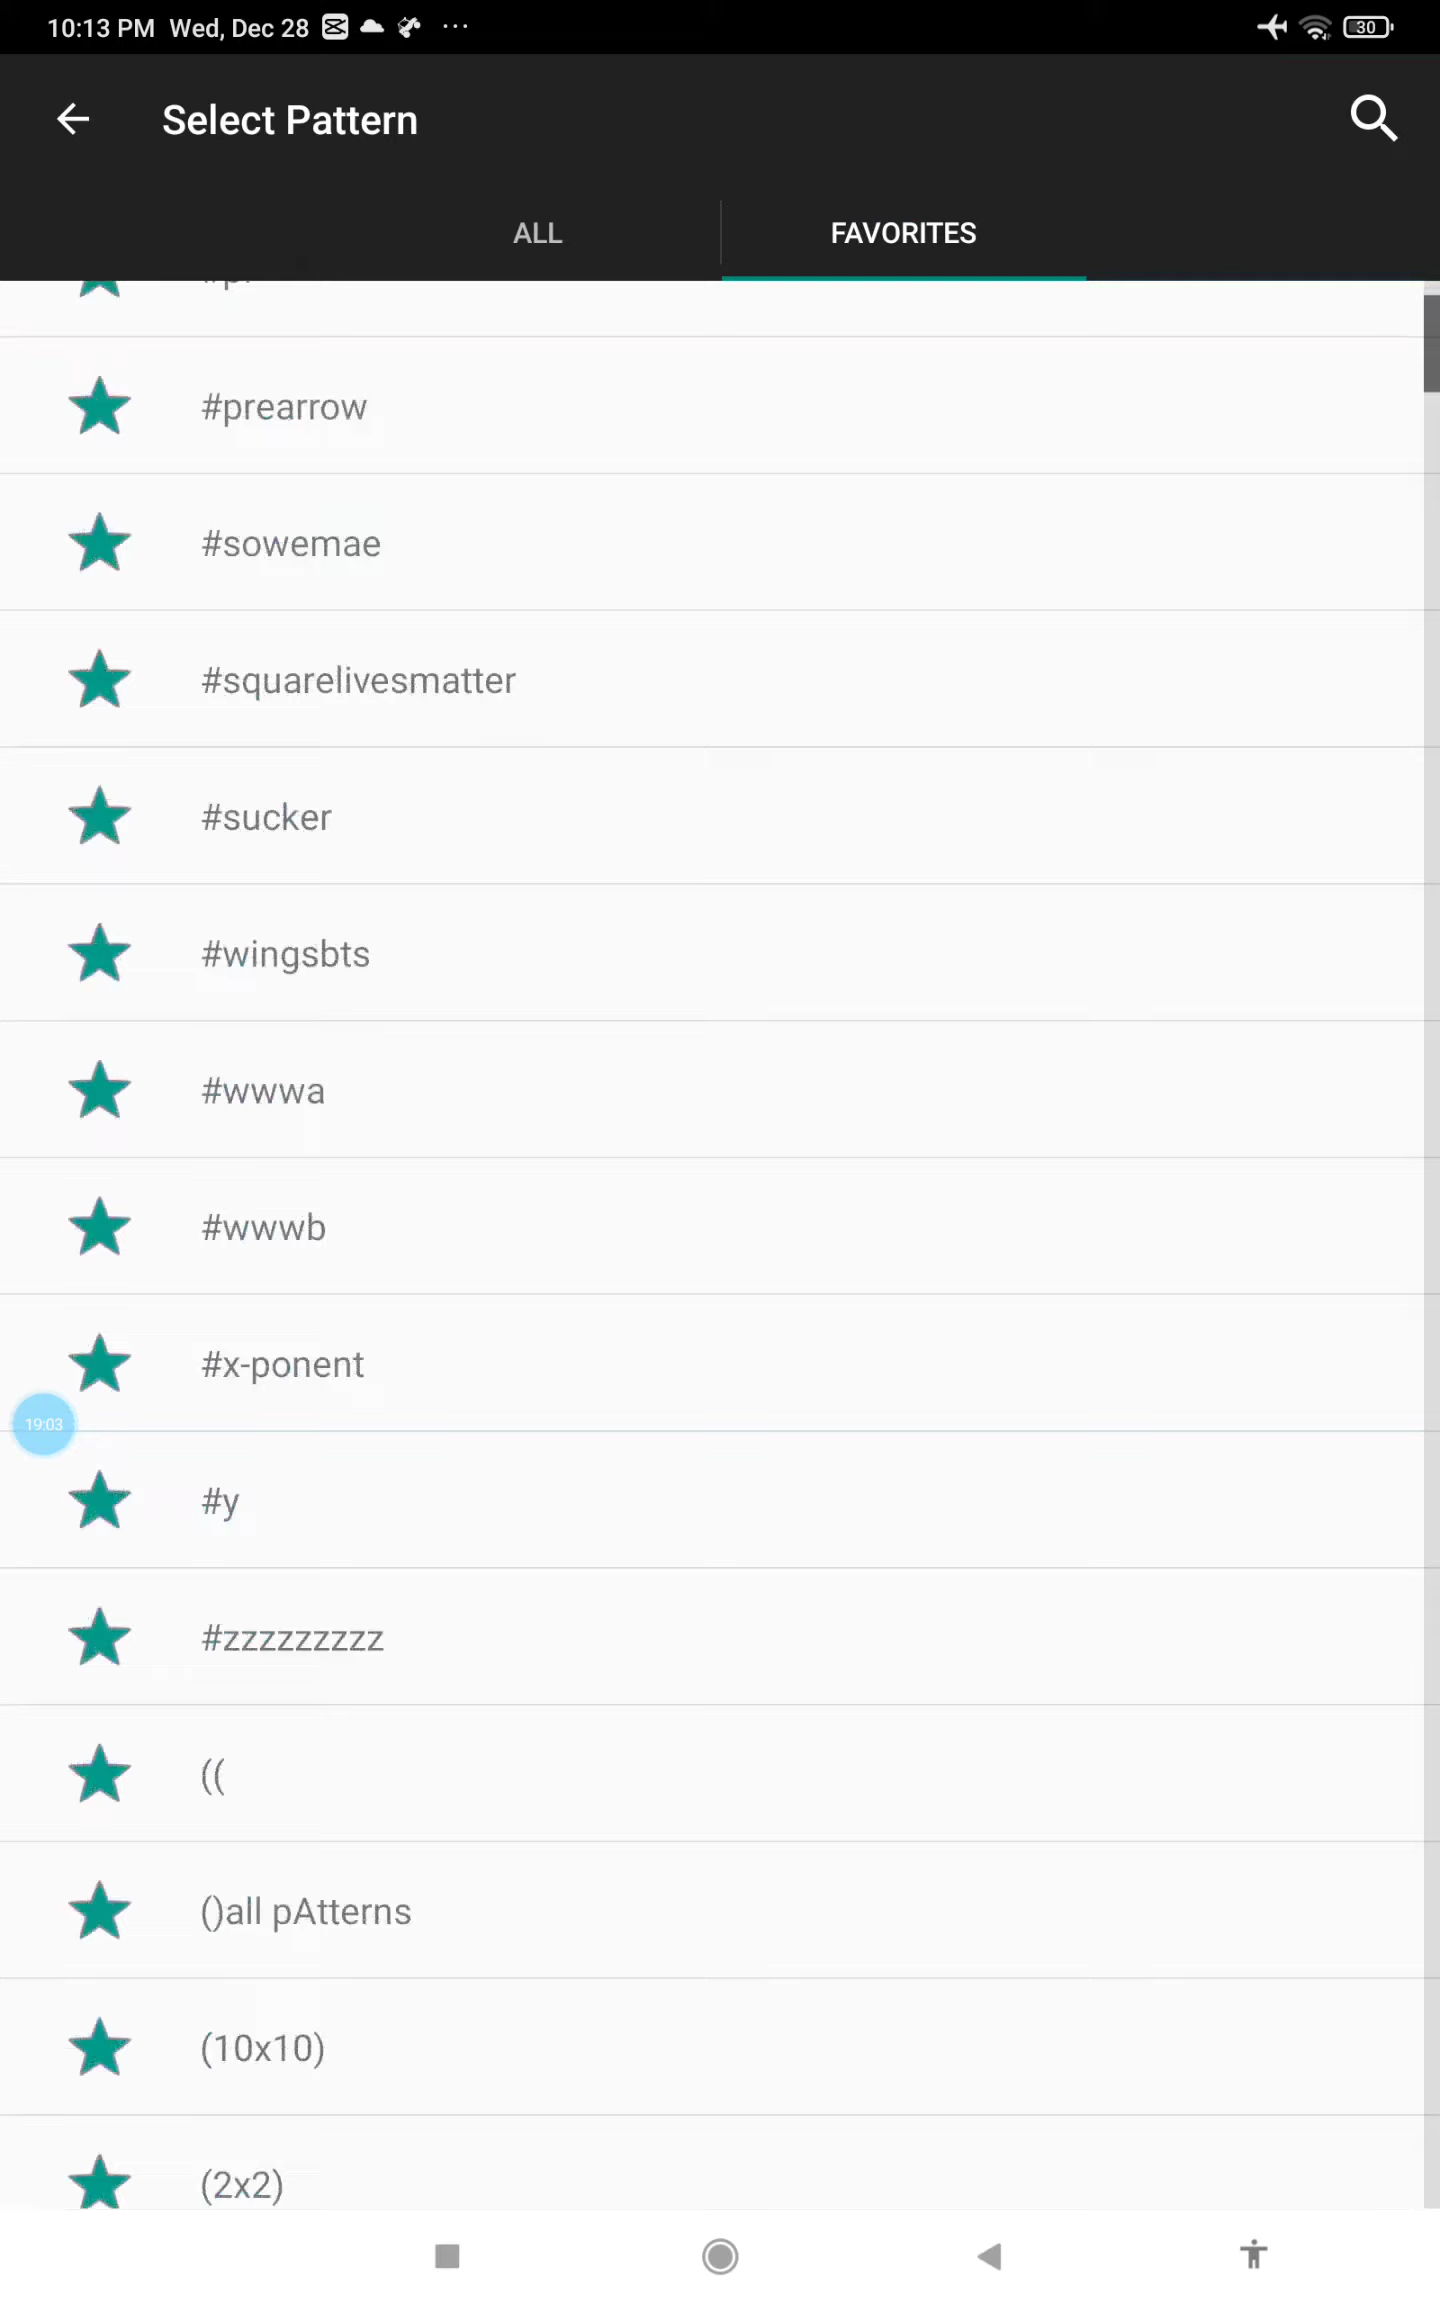 10:13 PM Wed, Dec 28 ... 30
Select Pattern
ALL
FAVORITES
#prearrow
#sowemae
#squarelivesmatter
#sucker
#wingsbts
#wwwa
#wwwb
#x-ponent
19:03
#y
#zzzzzzzzz
((
()all pAtterns
(10x10)
(2x2)